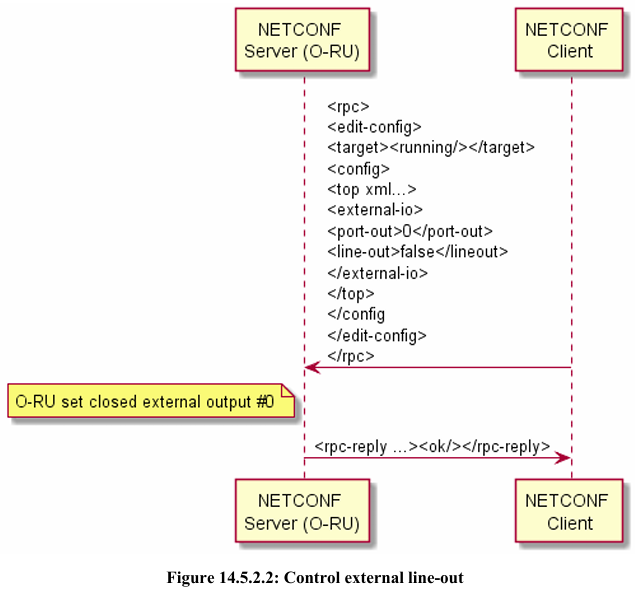 NETCONF
Server (O-RU)
NETCONF
Client
<rpc>
<edit-config>
<target><running/></target>
<config>
<top xml...>
<external-io>
<port-out>0</port-out>
<line-out>false</lineout>
</external-io>
</top>
</config
</edit-config>
</rpc>
O-RU set closed external output #0
<rpc-reply ...><ok/></rpc-reply>
NETCONF
Server (O-RU)
NETCONF
Client
Figure 14.5.2.2: Control external line-out